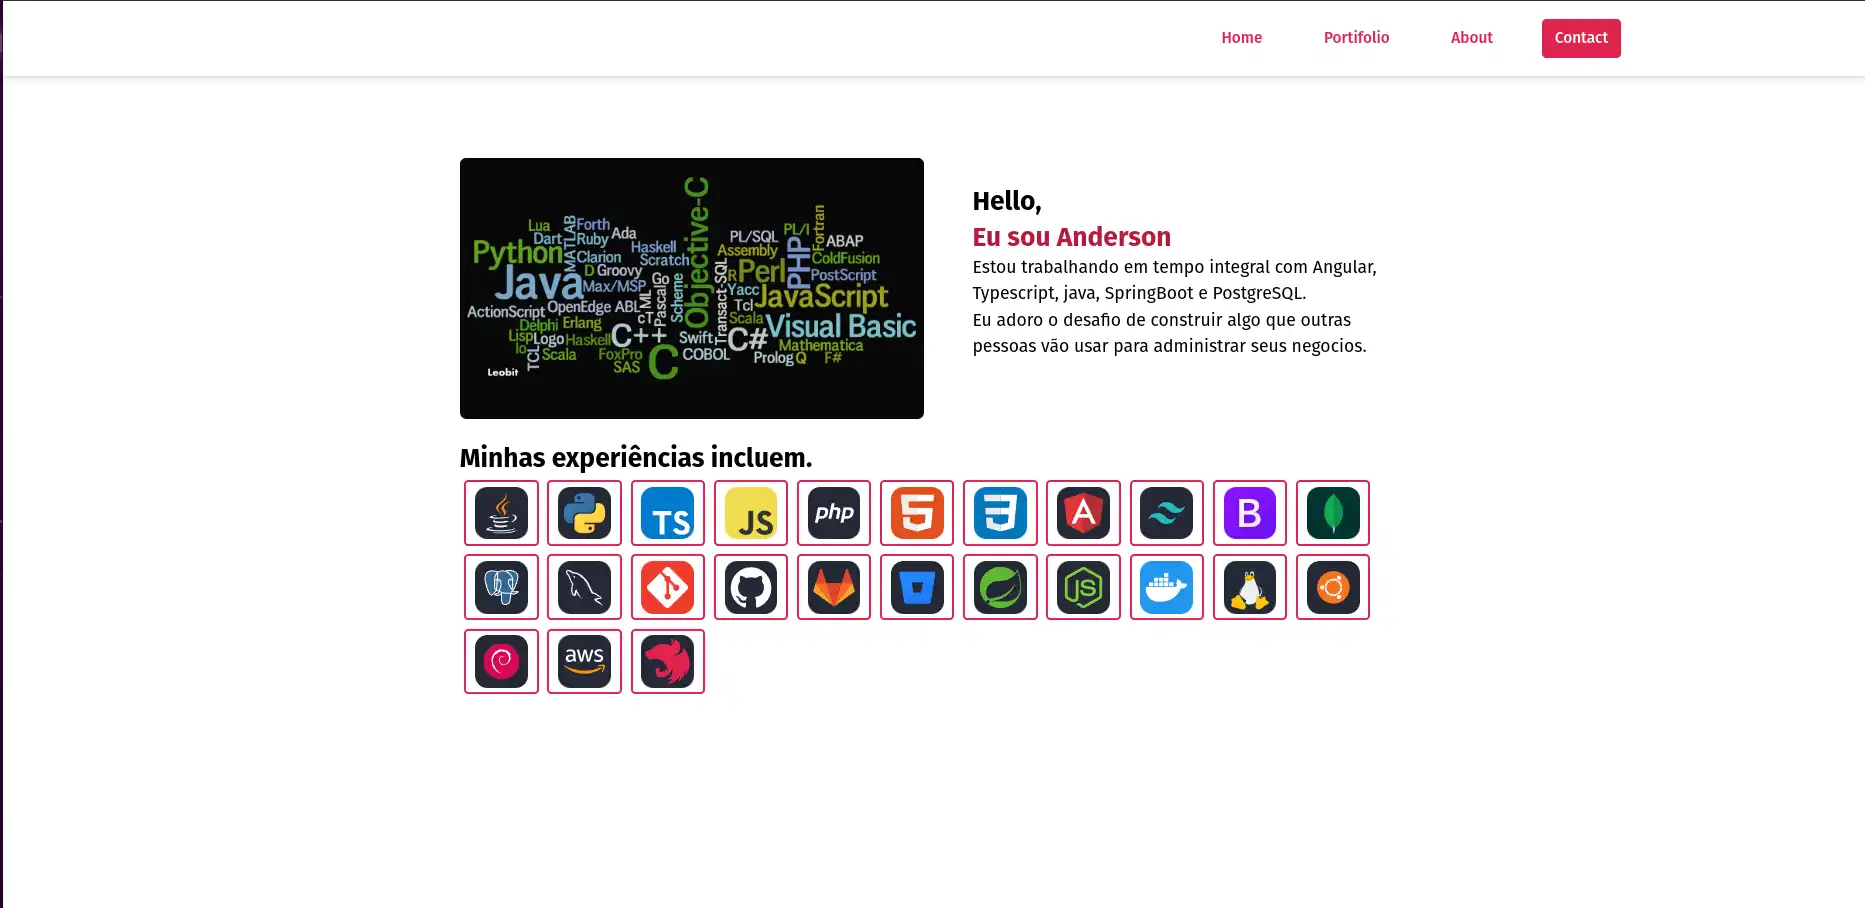 Home Portifolio About Contact
Hello,
Eu sou Anderson
Estou trabalhando em tempo integral com Angular,
Typescript, java, SpringBoot e PostgreSQL.
Eu adoro o desafio de construir algo que outras
pessoas vão usar para administrar seus negocios.
Lua MATLAB Forth Ada
Dart Ruby
Python Clarion Haskell
Scratch
D Groovy
Java Max/MSP Go
ActionScript OpenEdge ABL ML Pascal Scheme
Delphi Erlang cT
Lisp Logo Haskell C++
Io TCL Scala FoxPro
SAS C
Objective-C
Transact-SQL
PL/SQL PL/I Fortran
Assembly PHP ABAP
ColdFusion
R Perl PostScript
Yacc JavaScript
Tcl
Scala Visual Basic
Swift C#
COBOL Mathematica
Prolog Q F#
Leobit
Minhas experiências incluem.
TS JS php 5 3 A B
JS
aws